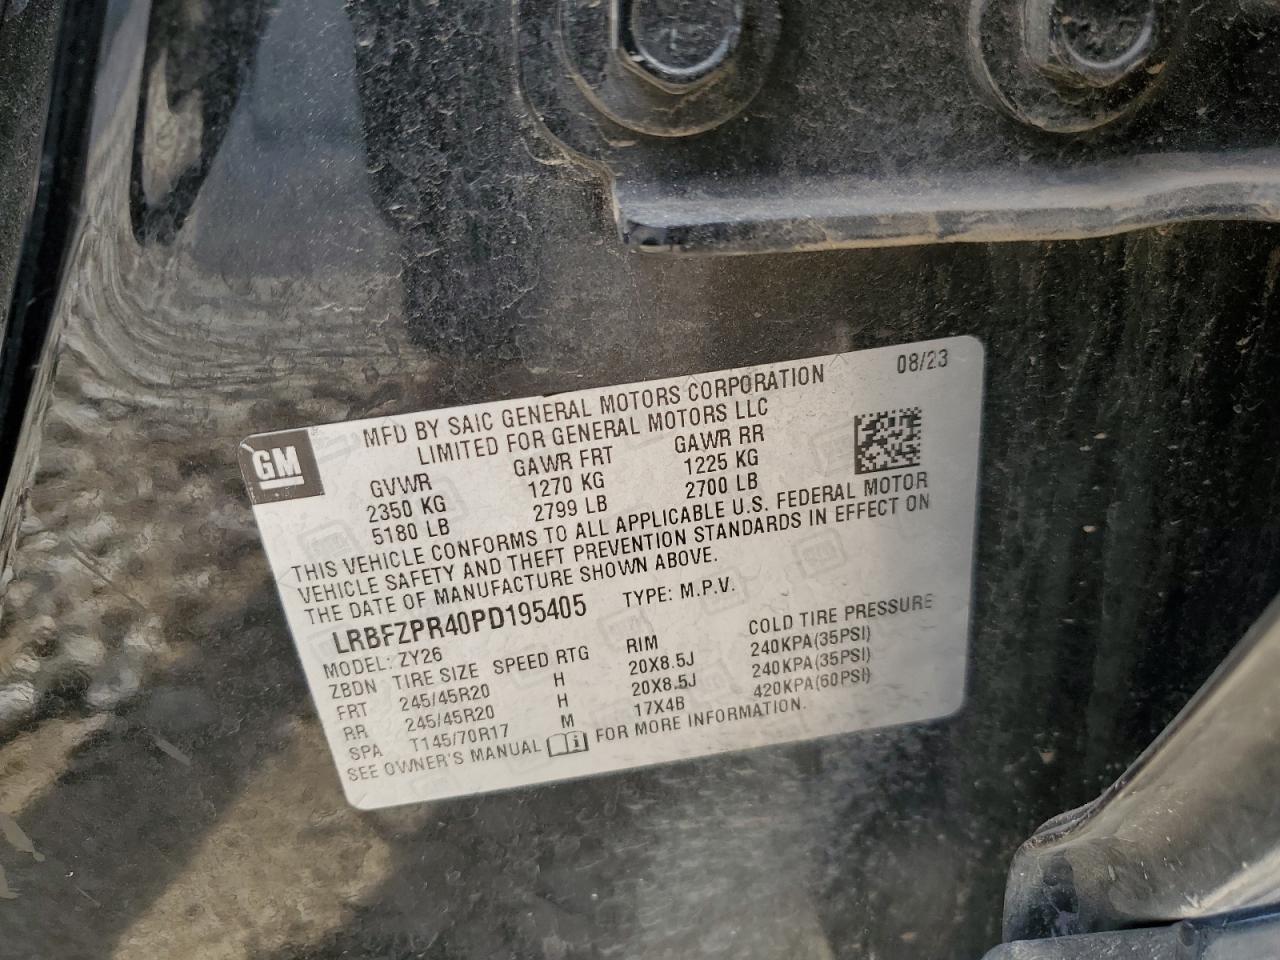 08/23
GM
MFD BY SAIC GENERAL MOTORS CORPORATION
LIMITED FOR GENERAL MOTORS LLC
GVWR GAWR FRT GAWR RR
2350 KG 1270 KG 1225 KG
5180 LB 2799 LB 2700 LB
THIS VEHICLE CONFORMS TO ALL APPLICABLE U.S. FEDERAL MOTOR
VEHICLE SAFETY AND THEFT PREVENTION STANDARDS IN EFFECT ON
THE DATE OF MANUFACTURE SHOWN ABOVE.
LRBFZPR40PD195405 TYPE: M.P.V.
MODEL: ZY26
ZBDN TIRE SIZE SPEED RTG RIM COLD TIRE PRESSURE
FRT 245/45R20 H 20X8.5J 240KPA(35PSI)
RR 245/45R20 H 20X8.5J 240KPA(35PSI)
SPA T145/70R17 M 17X4B 420KPA(60PSI)
SEE OWNER'S MANUAL FOR MORE INFORMATION.